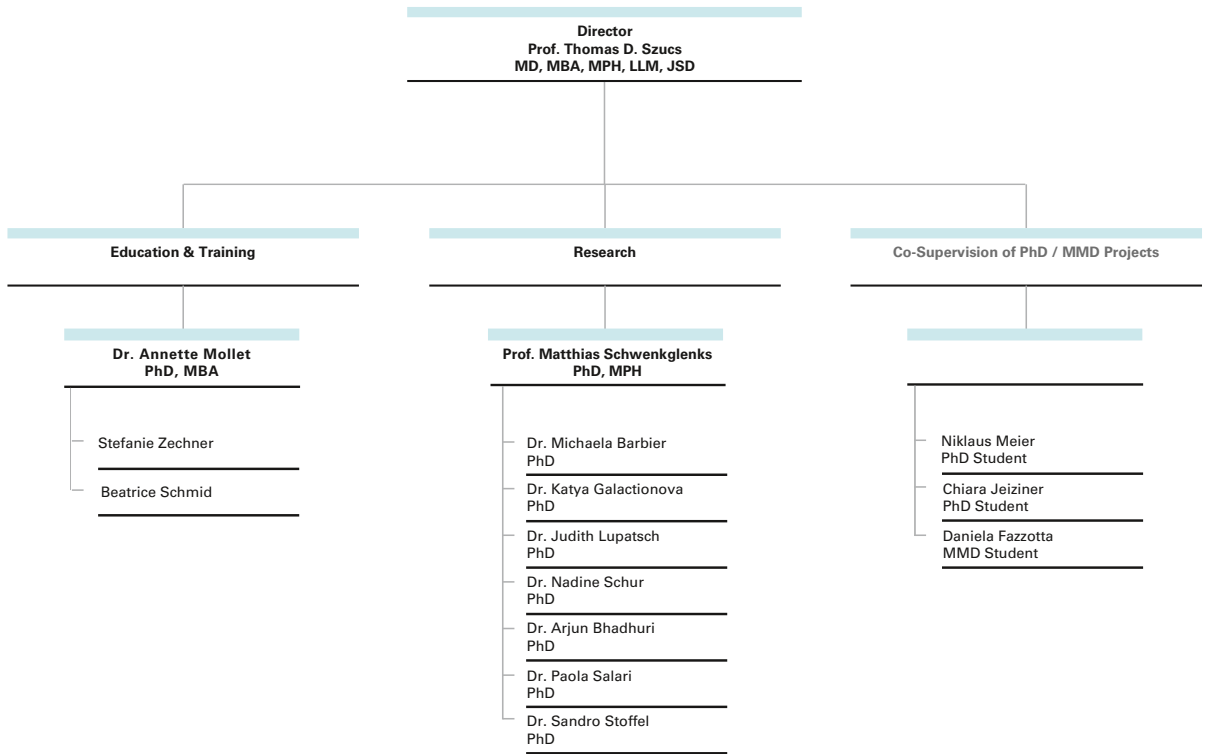 Director
Prof. Thomas D. Szucs
MD, MBA, MPH, LLM, JSD
Education & Training
Research
Co-Supervision of PhD / MMD Projects
Dr. Annette Mollet
PhD, MBA
Stefanie Zechner
Beatrice Schmid
Prof. Matthias Schwenkglenks
PhD, MPH
Dr. Michaela Barbier
PhD
Dr. Katya Galactionova
PhD
Dr. Judith Lupatsch
PhD
Dr. Nadine Schur
PhD
Dr. Arjun Bhadhuri
PhD
Dr. Paola Salari
PhD
Dr. Sandro Stoffel
PhD
Niklaus Meier
PhD Student
Chiara Jeiziner
PhD Student
Daniela Fazzotta
MMD Student